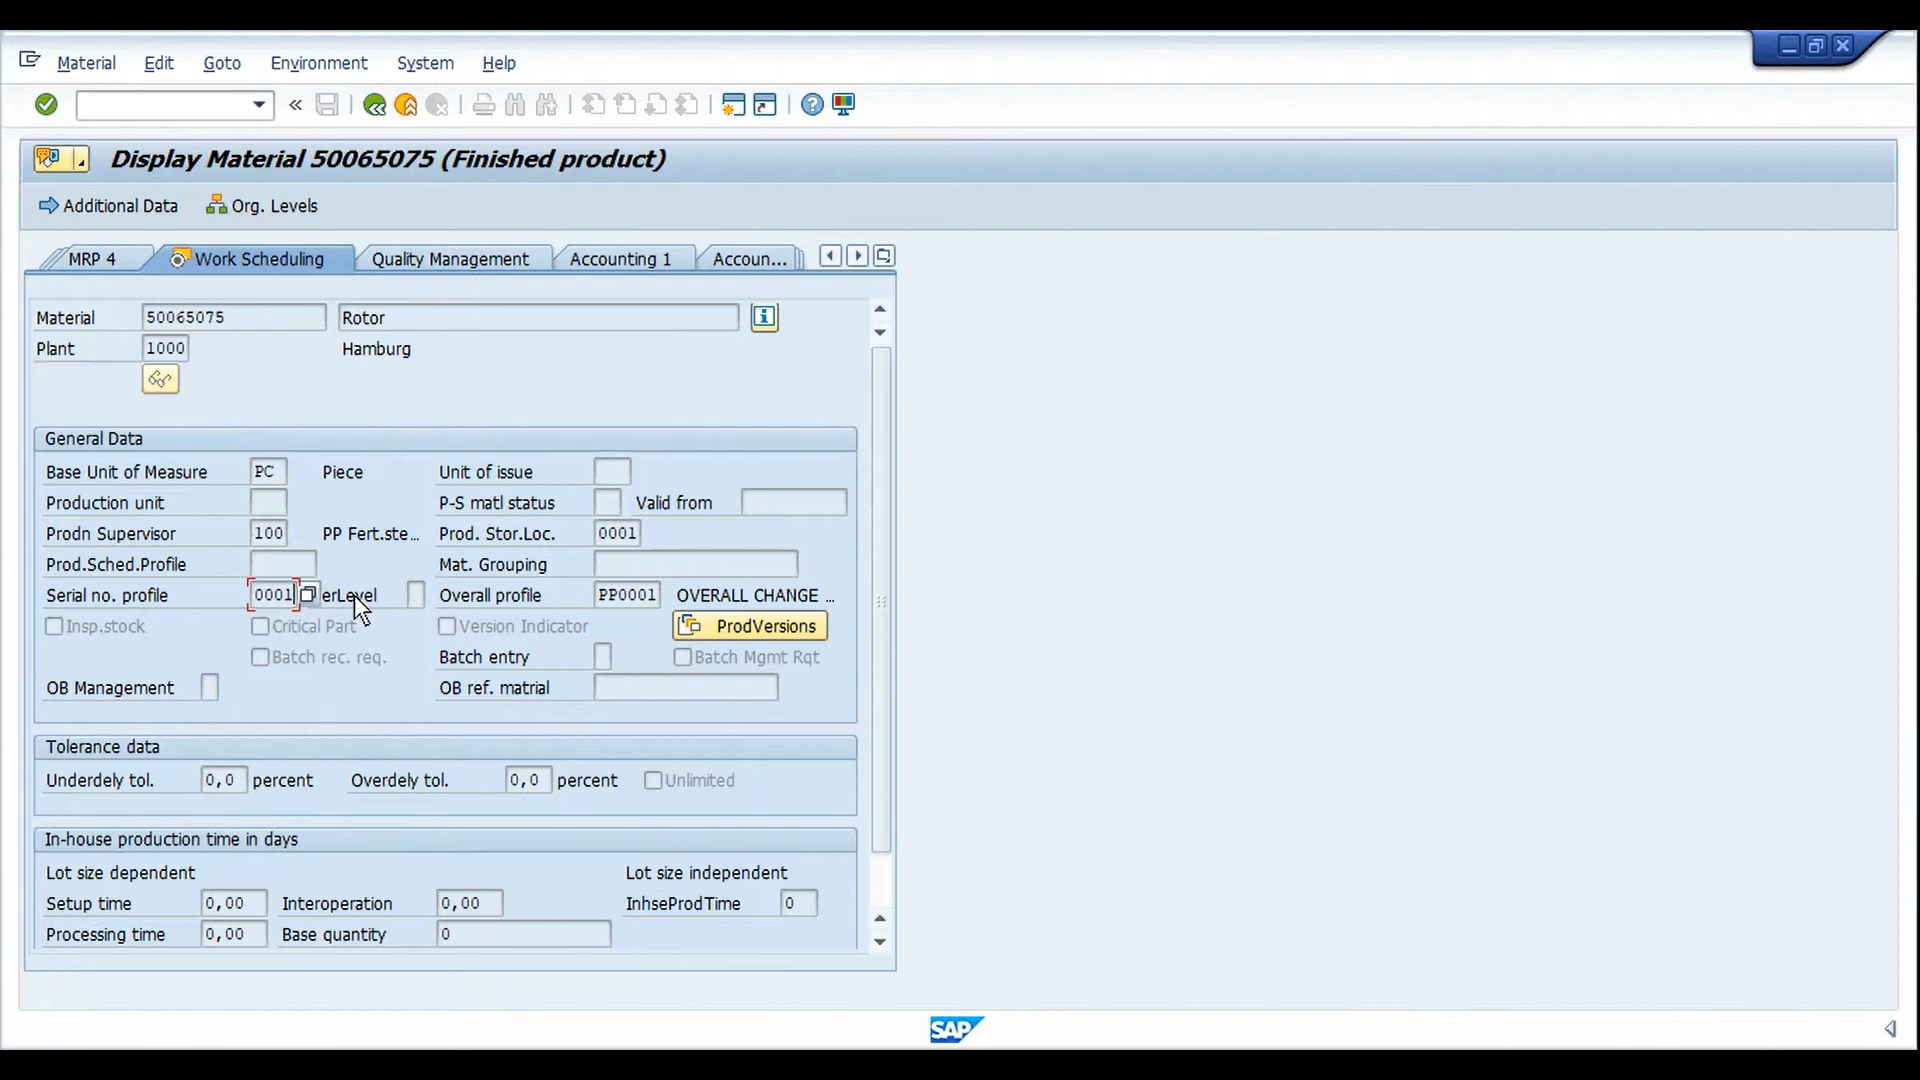 Material Edit Goto Environment System Help
Display Material 50065075 (Finished product)
Additional Data Org. Levels
MRP 4 Work Scheduling Quality Management Accounting 1 Accoun...
Material 50065075 Rotor
Plant 1000 Hamburg
General Data
Base Unit of Measure PC Piece Unit of issue
Production unit P-S matl status Valid from
Prodn Supervisor 100 PP Fert.ste... Prod. Stor.Loc. 0001
Prod.Sched.Profile Mat. Grouping
Serial no. profile 0001 erLevel Overall profile PP0001 OVERALL CHANGE ...
Insp.stock Critical Part Version Indicator ProdVersions
Batch rec. req. Batch entry Batch Mgmt Rqt
OB Management OB ref. matrial
Tolerance data
Underdely tol. 0,0 percent Overdely tol. 0,0 percent Unlimited
In-house production time in days
Lot size dependent Lot size independent
Setup time 0,00 Interoperation 0,00 InhseProdTime 0
Processing time 0,00 Base quantity 0
SAP